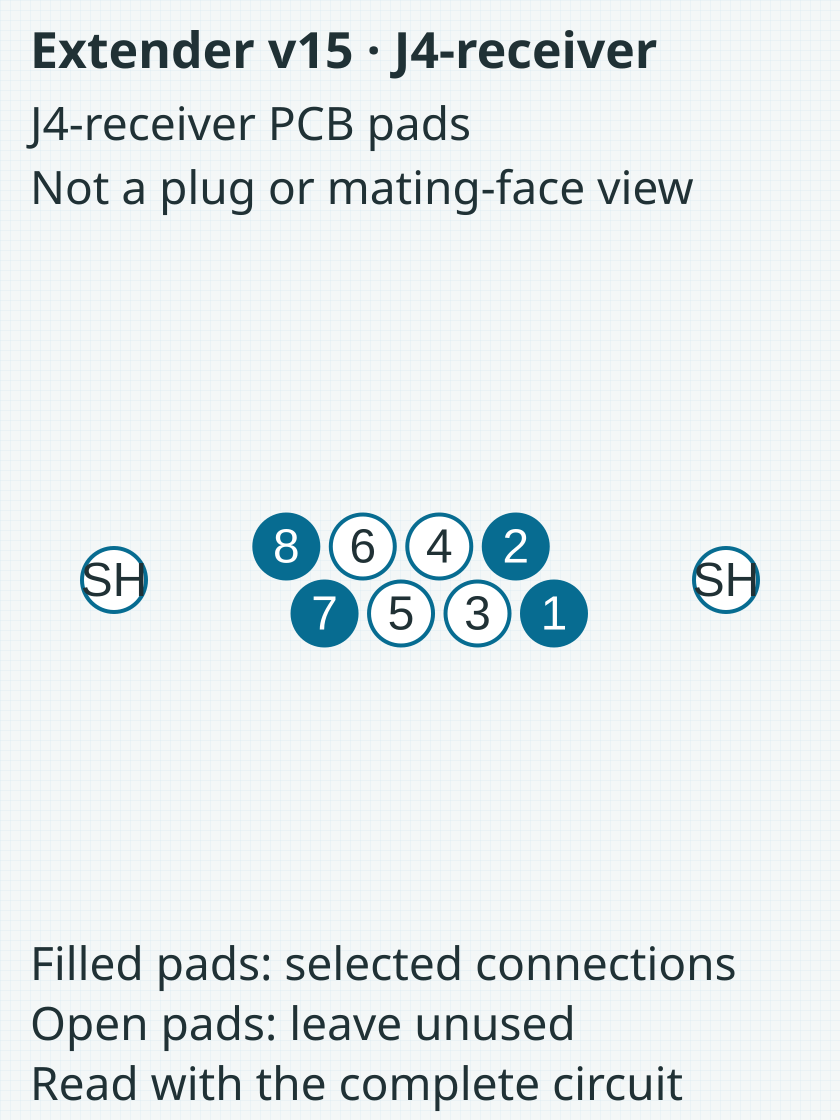 Extender v15 · J4-receiver
J4-receiver PCB pads
Not a plug or mating-face view
8 6 4 2
SH SH
7 5 3 1
Filled pads: selected connections
Open pads: leave unused
Read with the complete circuit